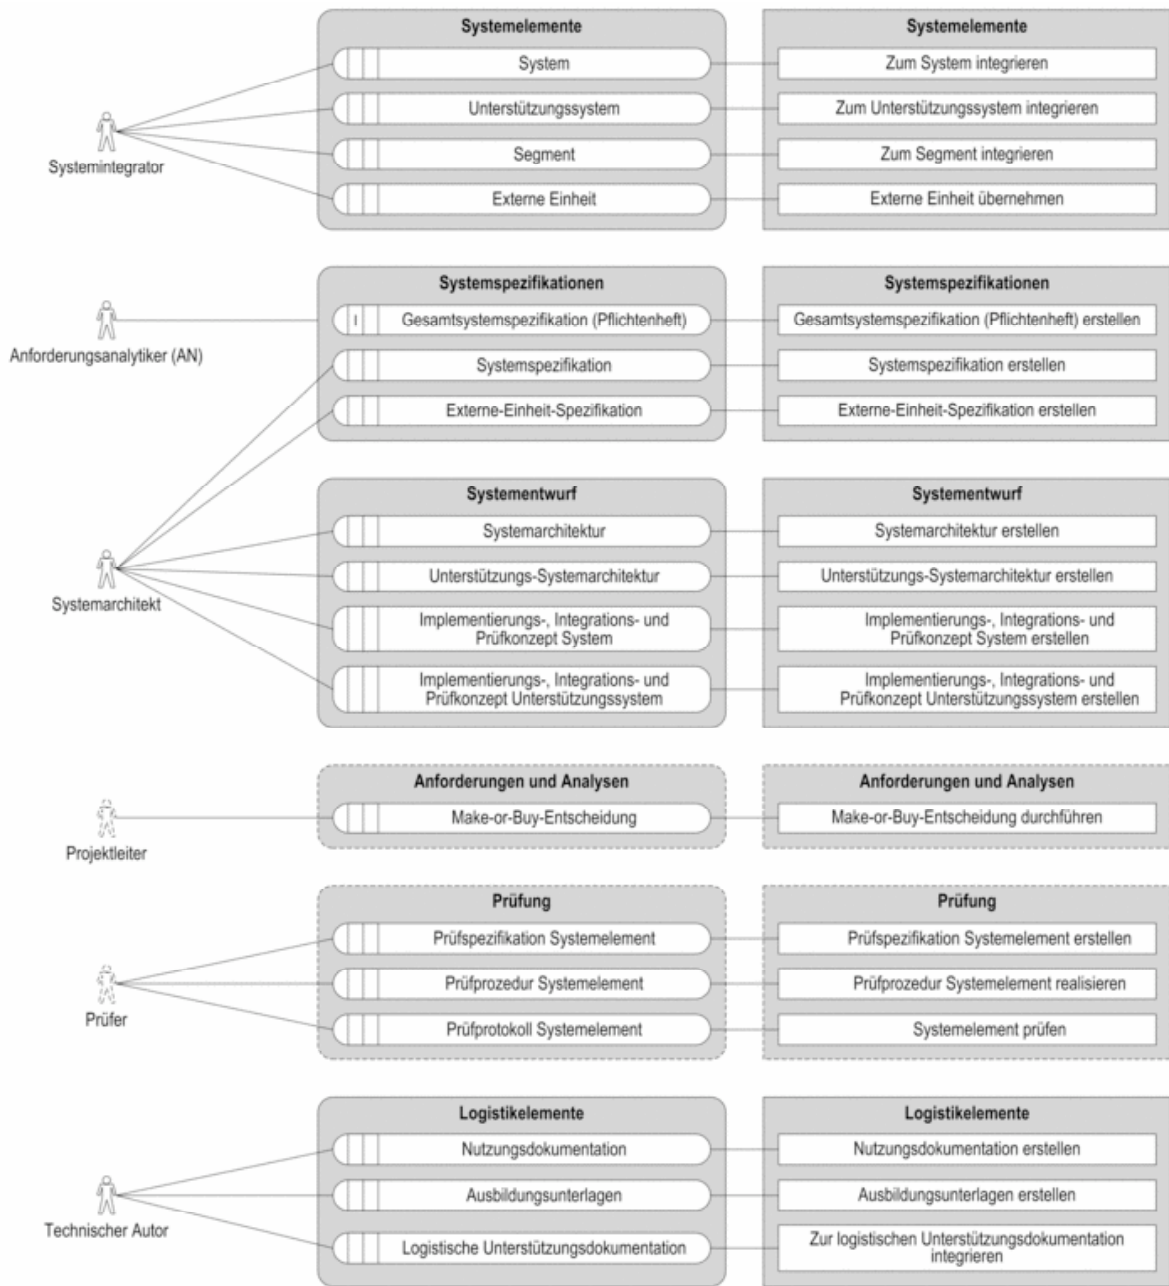 Systemelemente
System
Unterstützungssystem
Segment
Externe Einheit
Systemelemente
Zum System integrieren
Zum Unterstützungssystem integrieren
Zum Segment integrieren
Externe Einheit übernehmen
Systemintegrator
Systemspezifikationen
I
Gesamtsystemspezifikation (Pflichtenheft)
Systemspezifikation
Externe-Einheit-Spezifikation
Systemspezifikationen
Gesamtsystemspezifikation (Pflichtenheft) erstellen
Systemspezifikation erstellen
Externe-Einheit-Spezifikation erstellen
Anforderungsanalytiker (AN)
Systementwurf
Systemarchitektur
Unterstützungs-Systemarchitektur
Implementierungs-, Integrations- und
Prüfkonzept System
Implementierungs-, Integrations- und
Prüfkonzept Unterstützungssystem
Systementwurf
Systemarchitektur erstellen
Unterstützungs-Systemarchitektur erstellen
Implementierungs-, Integrations- und
Prüfkonzept System erstellen
Implementierungs-, Integrations- und
Prüfkonzept Unterstützungssystem erstellen
Systemarchitekt
Anforderungen und Analysen
Make-or-Buy-Entscheidung
Anforderungen und Analysen
Make-or-Buy-Entscheidung durchführen
Projektleiter
Prüfung
Prüfspezifikation Systemelement
Prüfprozedur Systemelement
Prüfprotokoll Systemelement
Prüfung
Prüfspezifikation Systemelement erstellen
Prüfprozedur Systemelement realisieren
Systemelement prüfen
Prüfer
Logistikelemente
Nutzungsdokumentation
Ausbildungsunterlagen
Logistische Unterstützungsdokumentation
Logistikelemente
Nutzungsdokumentation erstellen
Ausbildungsunterlagen erstellen
Zur logistischen Unterstützungsdokumentation
integrieren
Technischer Autor